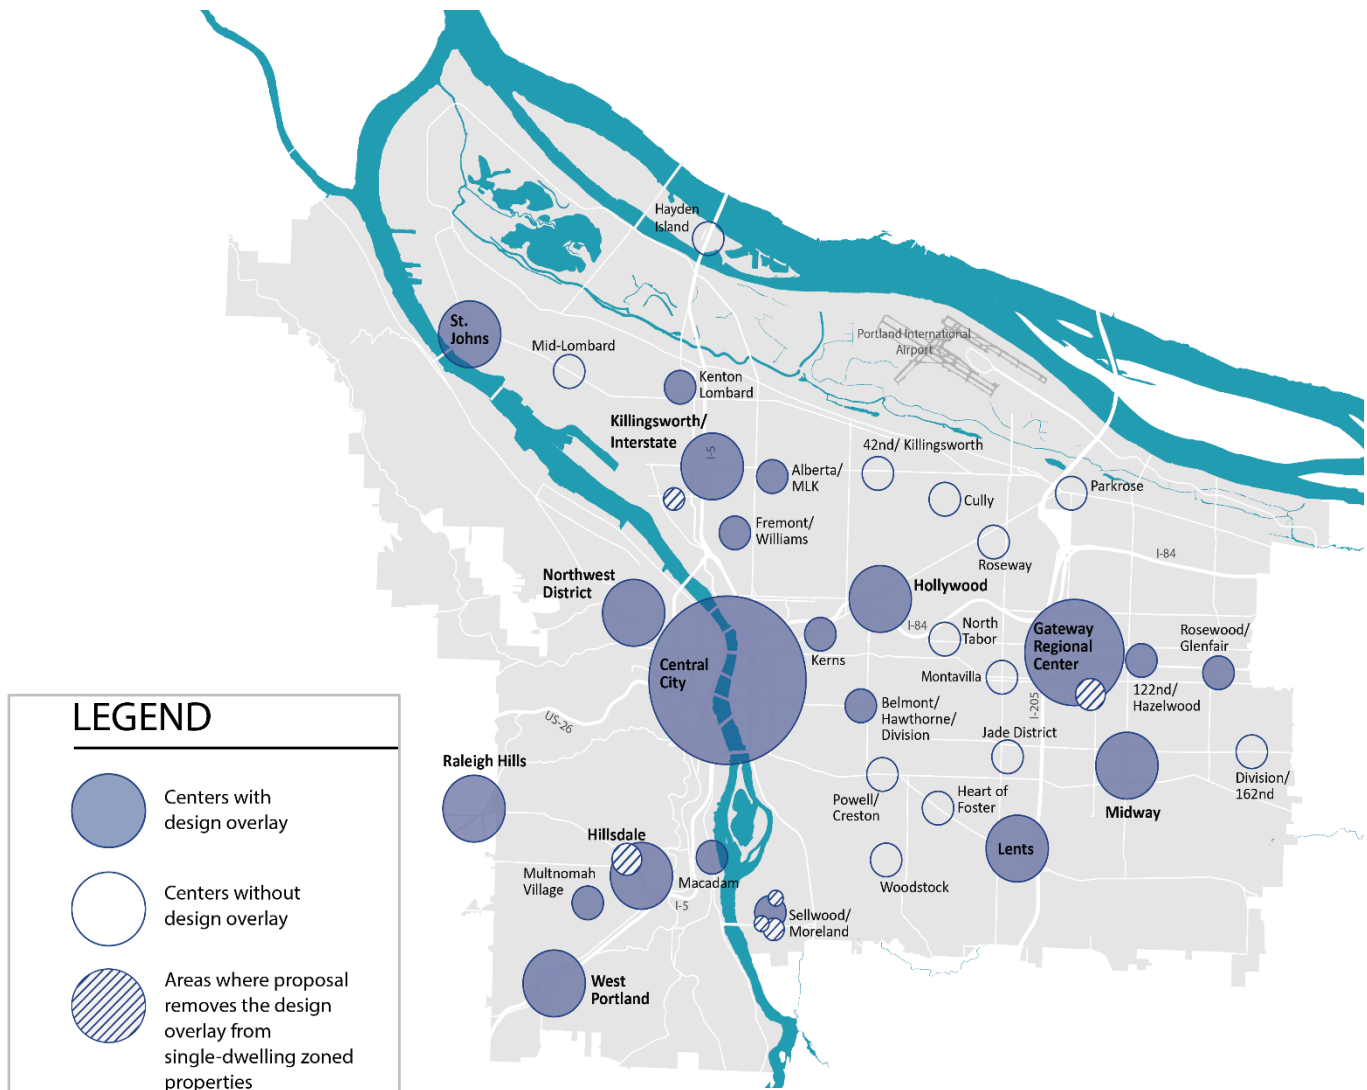 Hayden
Island
Portland International
Airport
St.
Johns
Mid-Lombard
Kenton
Lombard
Killingsworth/
Interstate
I-5
Alberta/
MLK
42nd/ Killingsworth
Cully
Parkrose
Fremont/
Williams
Roseway
I-84
Northwest
District
Hollywood
I-84
North
Tabor
Gateway
Regional
Center
Rosewood/
Glenfair
Central
City
Kerns
Montavilla
122nd/
Hazelwood
I-205
Belmont/
Hawthorne/
Division
US-26
Jade District
Raleigh Hills
Division/
162nd
Powell/
Creston
Heart of
Foster
Midway
Hillsdale
Lents
Multnomah
Village
Macadam
Woodstock
I-5
Sellwood/
Moreland
West
Portland
LEGEND
Centers with
design overlay
Centers without
design overlay
Areas where proposal
removes the design
overlay from
single-dwelling zoned
properties